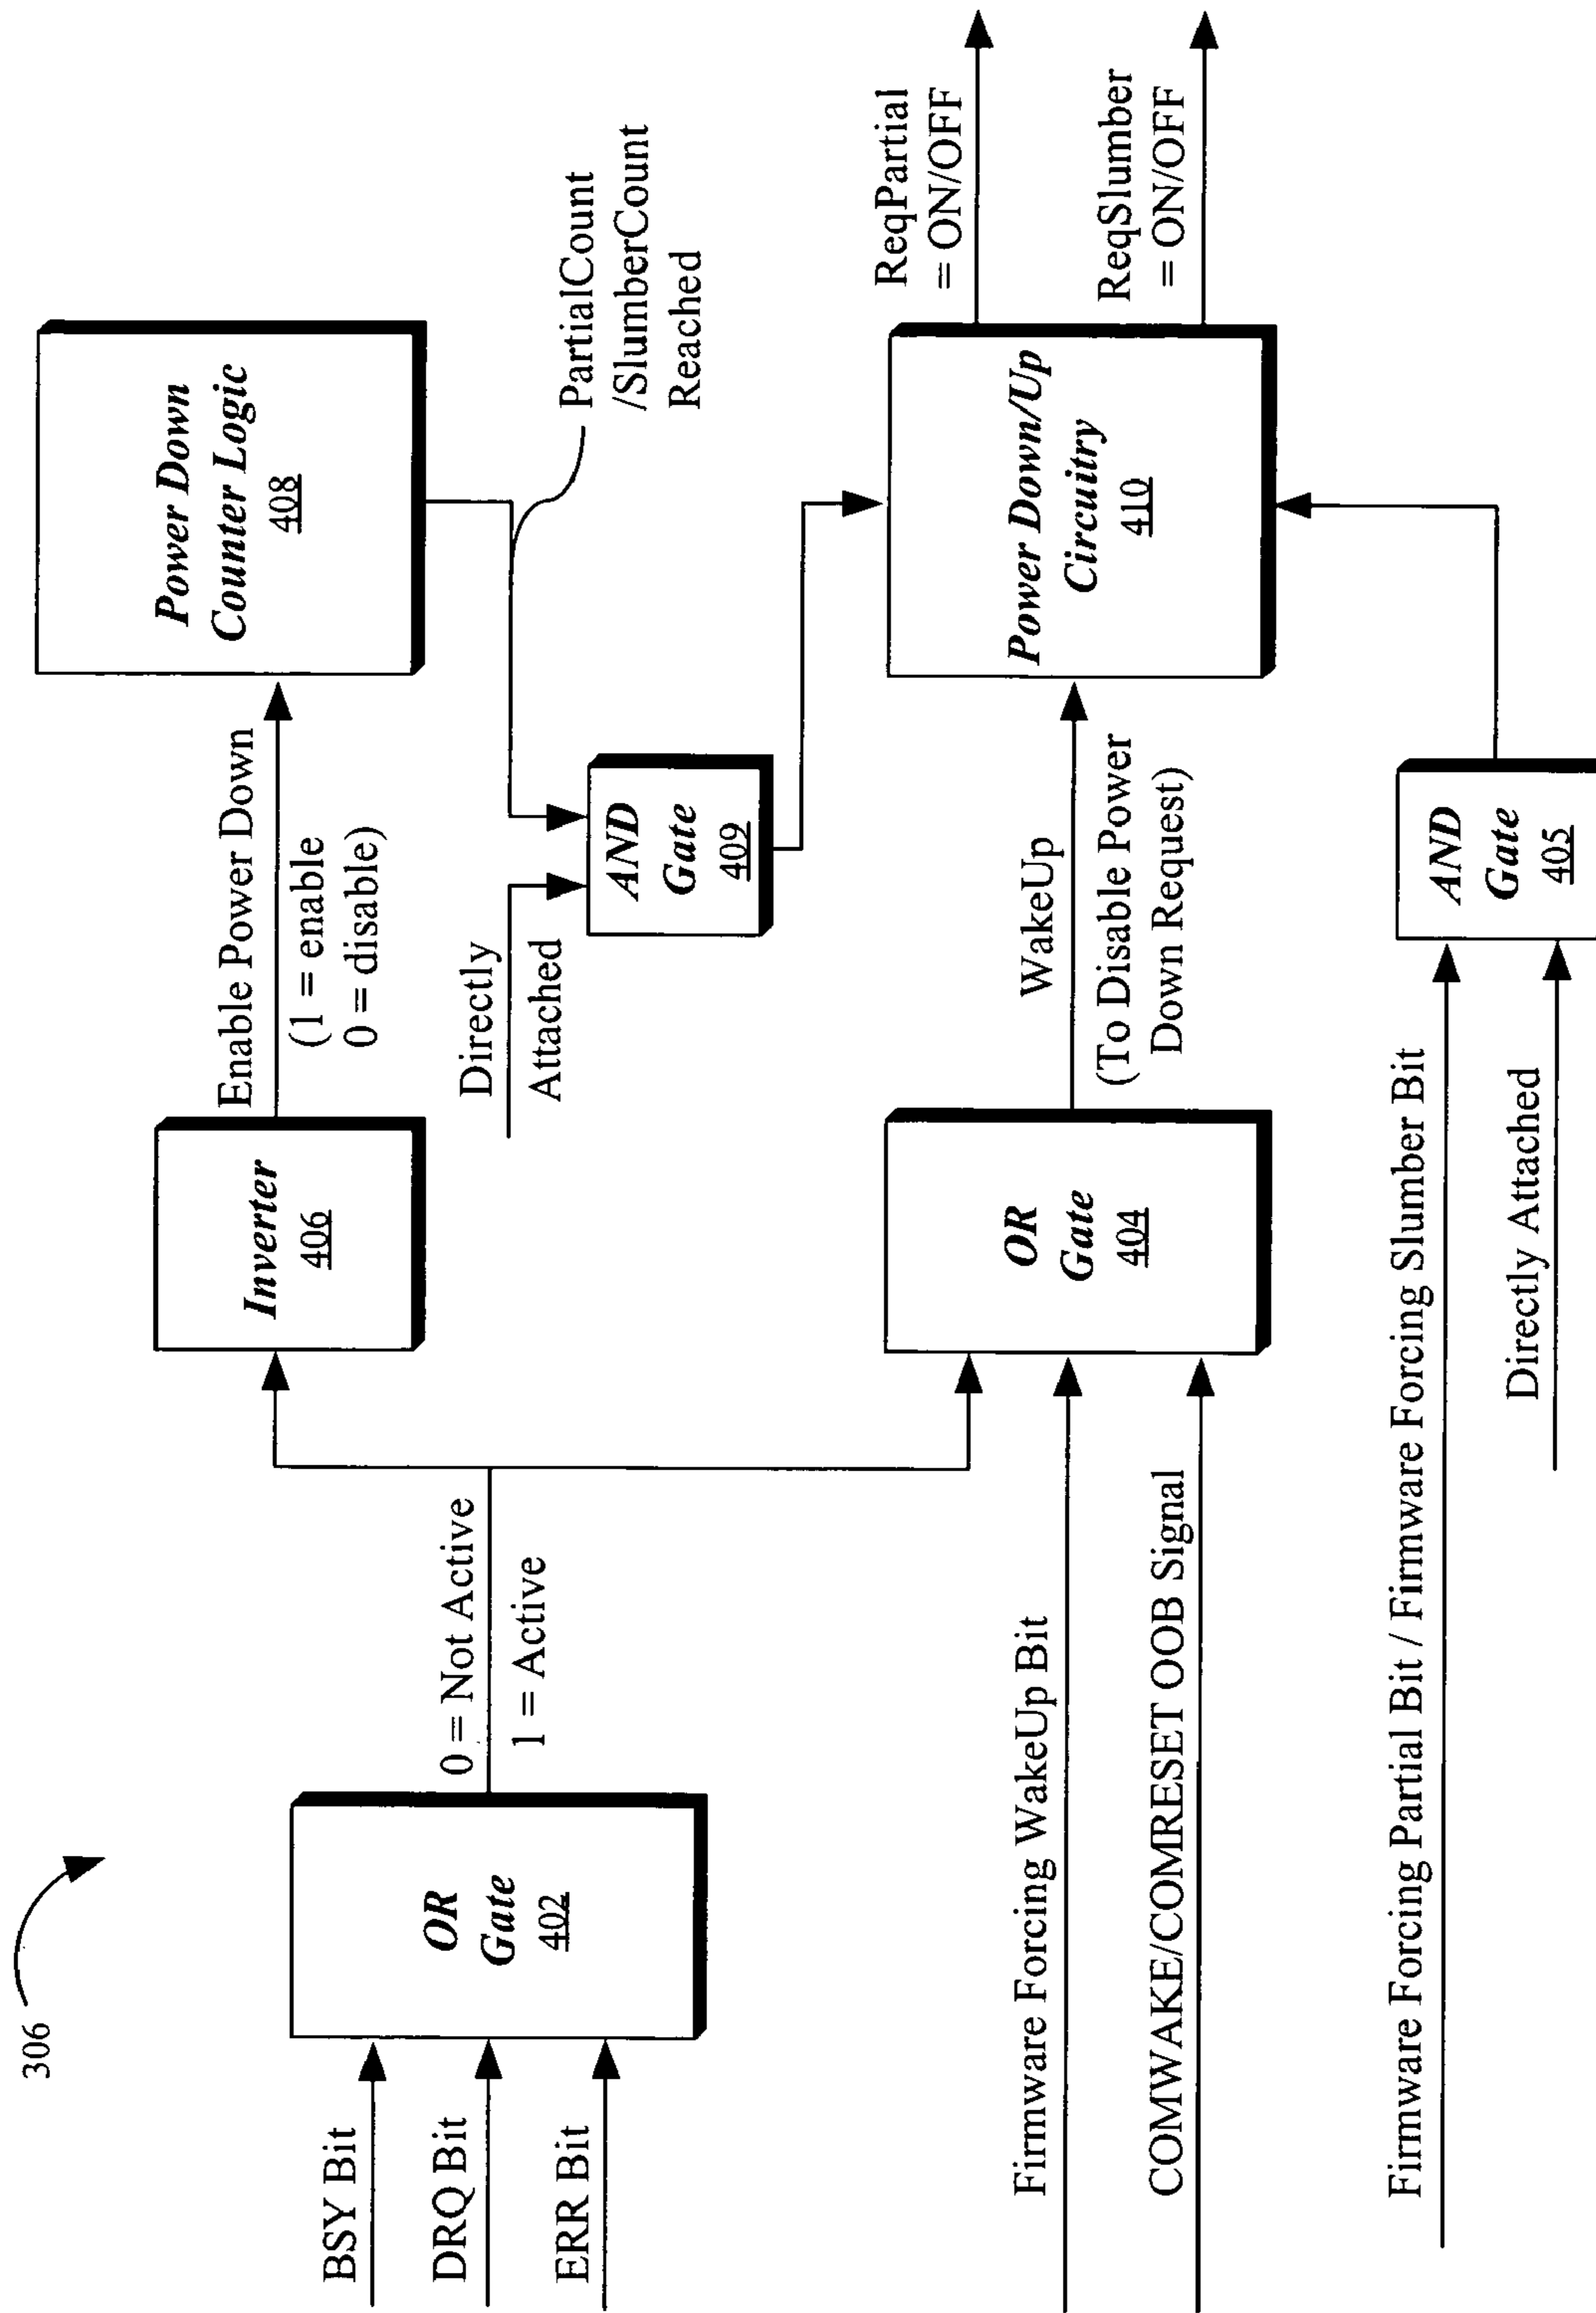 306
BSY Bit
DRQ Bit
ERR Bit
OR
Gate
402
0 = Not Active
1 = Active
Inverter
406
Enable Power Down
(1 = enable
0 = disable)
Power Down
Counter Logic
408
PartialCount
/SlumberCount
Reached
Directly
Attached
AND
Gate
409
Firmware Forcing WakeUp Bit
COMWAKE/COMRESET OOB Signal
OR
Gate
404
WakeUp
(To Disable Power
Down Request)
Power Down/Up
Circuitry
410
ReqPartial
= ON/OFF
ReqSlumber
= ON/OFF
Firmware Forcing Partial Bit / Firmware Forcing Slumber Bit
Directly Attached
AND
Gate
405